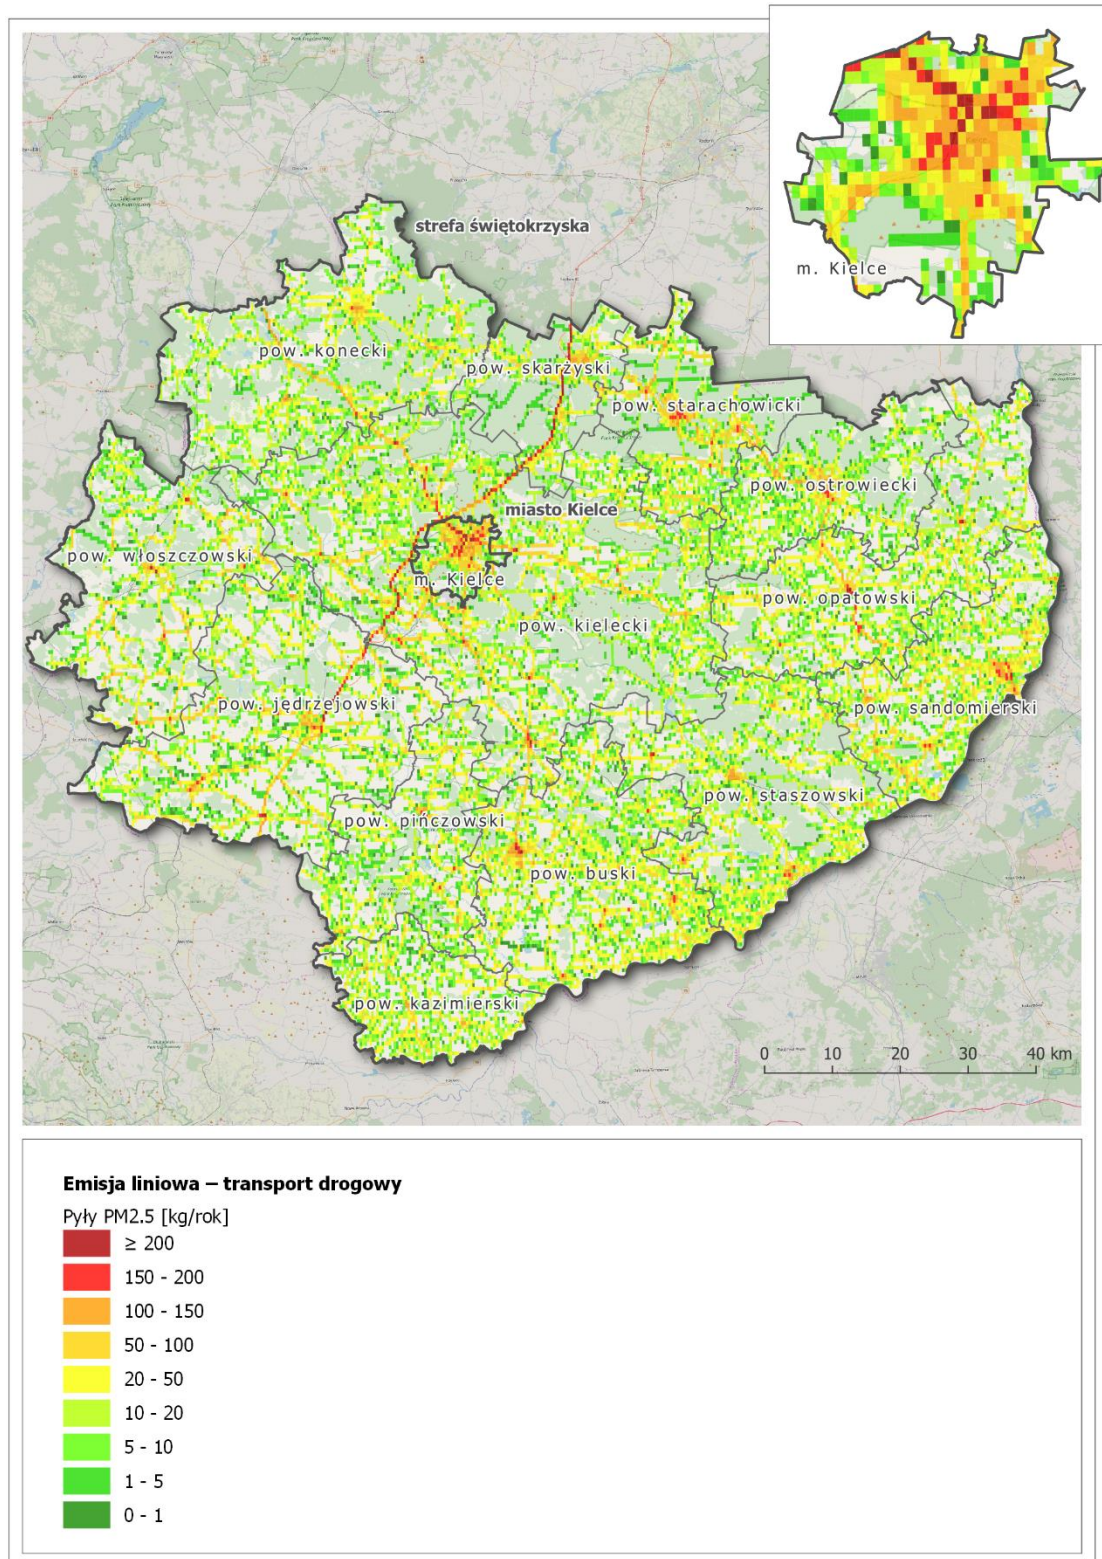 m. Kielce
strefa świętokrzyska
pow. konecki
pow. skarżyski
pow. starachowicki
pow. ostrowiecki
miasto Kielce
pow. włoszczowski
m. Kielce
pow. opatowski
pow. kielecki
pow. jędrzejowski
pow. sandomierski
pow. staszowski
pow. pińczowski
pow. buski
pow. kazimierski
0 10 20 30 40 km
Emisja liniowa – transport drogowy
Pyły PM2.5 [kg/rok]
≥ 200
150 - 200
100 - 150
50 - 100
20 - 50
10 - 20
5 - 10
1 - 5
0 - 1